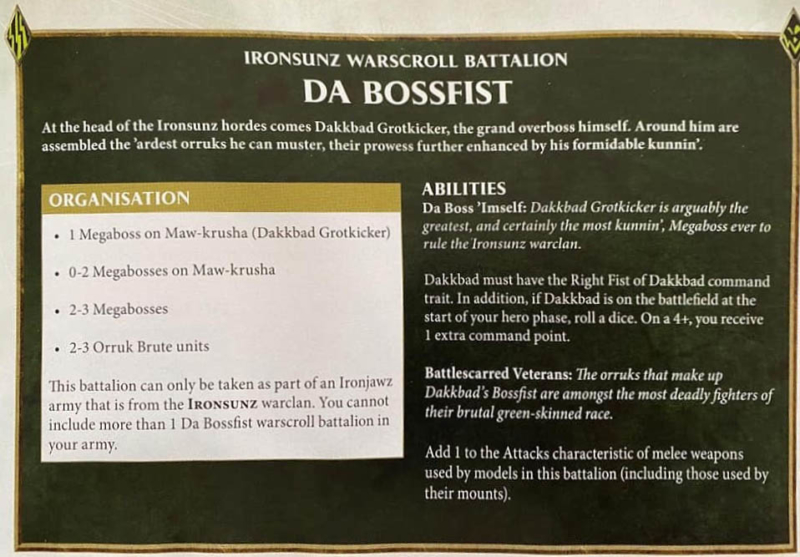 IRONSUNZ WARSCROLL BATTALION
DA BOSSFIST
At the head of the Ironsunz hordes comes Dakkbad Grotkicker, the grand overboss himself. Around him are
assembled the 'ardest orruks he can muster, their prowess further enhanced by his formidable kunnin'.
ORGANISATION
• 1 Megaboss on Maw-krusha (Dakkbad Grotkicker)
• 0-2 Megabosses on Maw-krusha
• 2-3 Megabosses
• 2-3 Orruk Brute units
This battalion can only be taken as part of an Ironjawz
army that is from the IRONSUNZ warclan. You cannot
include more than 1 Da Bossfist warscroll battalion in
your army.
ABILITIES
Da Boss 'Imself: Dakkbad Grotkicker is arguably the
greatest, and certainly the most kunnin', Megaboss ever to
rule the Ironsunz warclan.
Dakkbad must have the Right Fist of Dakkbad command
trait. In addition, if Dakkbad is on the battlefield at the
start of your hero phase, roll a dice. On a 4+, you receive
1 extra command point.
Battlescarred Veterans: The orruks that make up
Dakkbad's Bossfist are amongst the most deadly fighters of
their brutal green-skinned race.
Add 1 to the Attacks characteristic of melee weapons
used by models in this battalion (including those used by
their mounts).